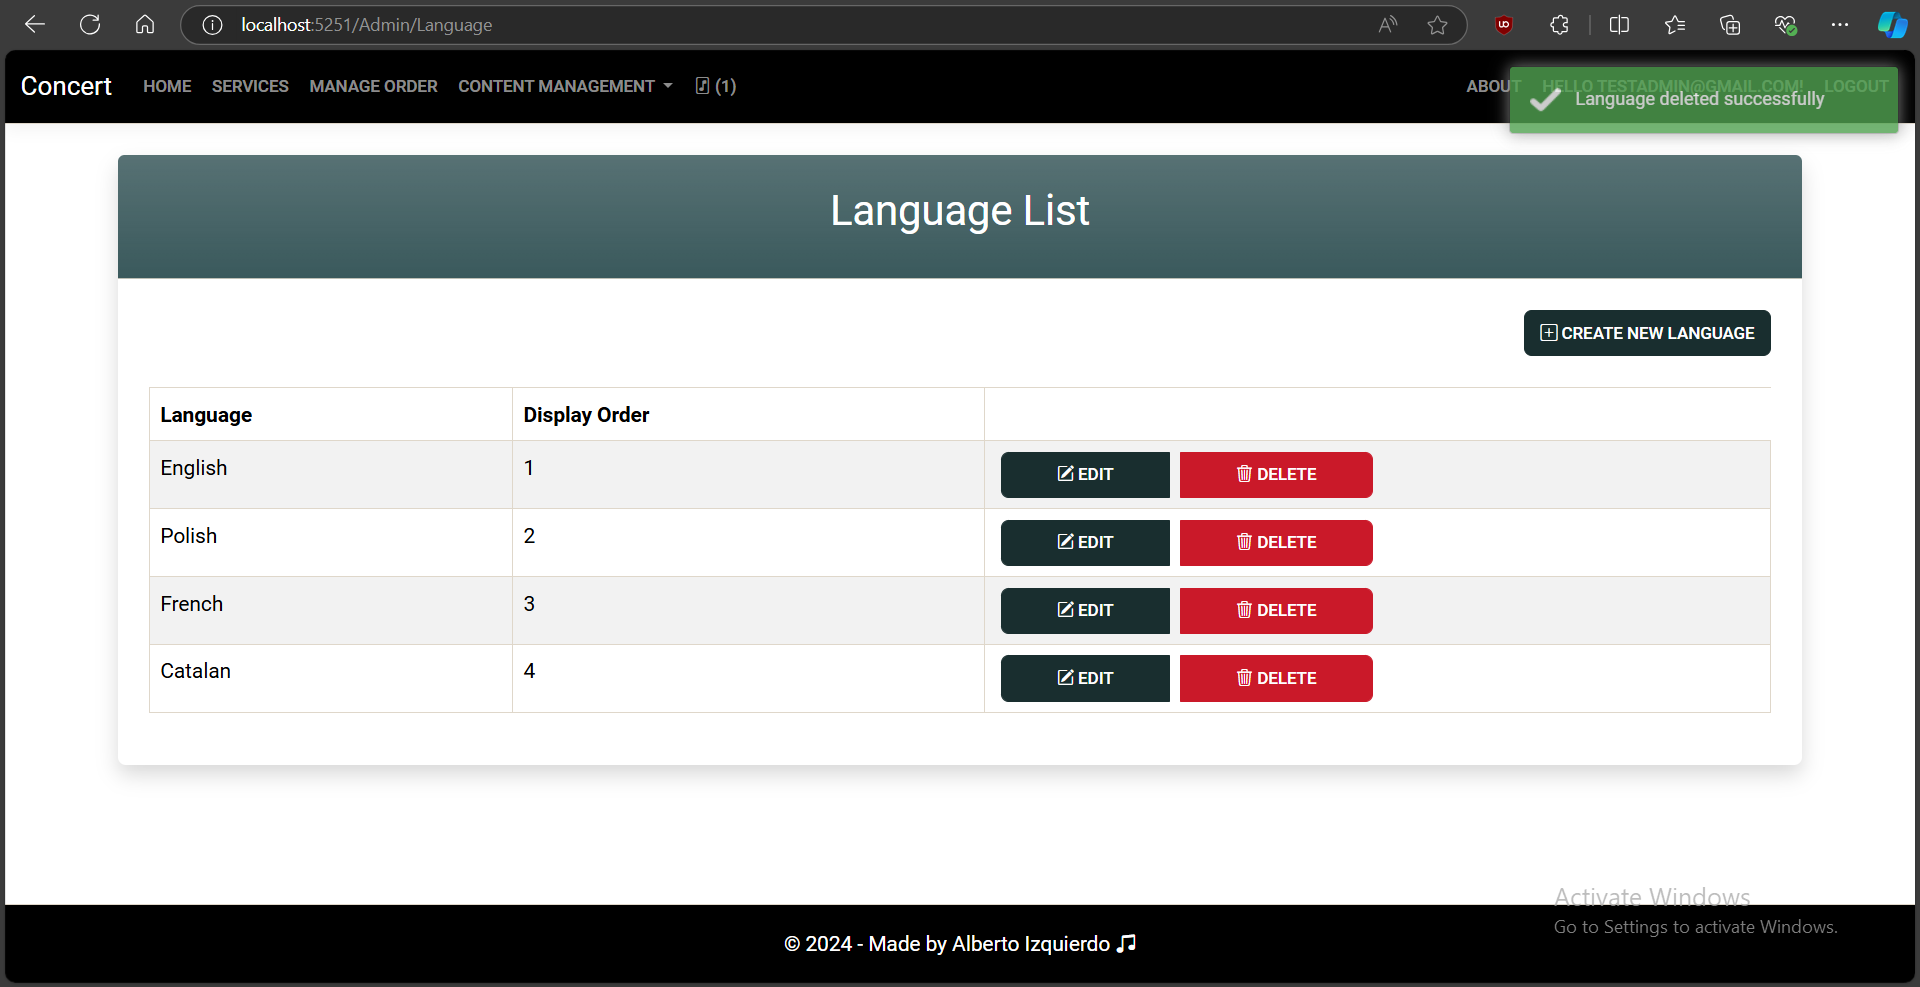 localhost:5251/Admin/Language
Concert HOME SERVICES MANAGE ORDER CONTENT MANAGEMENT (1) ABOUT HELLO TESTADMIN@GMAIL.COM! LOGOUT
Language deleted successfully
Language List
CREATE NEW LANGUAGE
Language Display Order
English 1 EDIT DELETE
Polish 2 EDIT DELETE
French 3 EDIT DELETE
Catalan 4 EDIT DELETE
Activate Windows
Go to Settings to activate Windows.
© 2024 - Made by Alberto Izquierdo